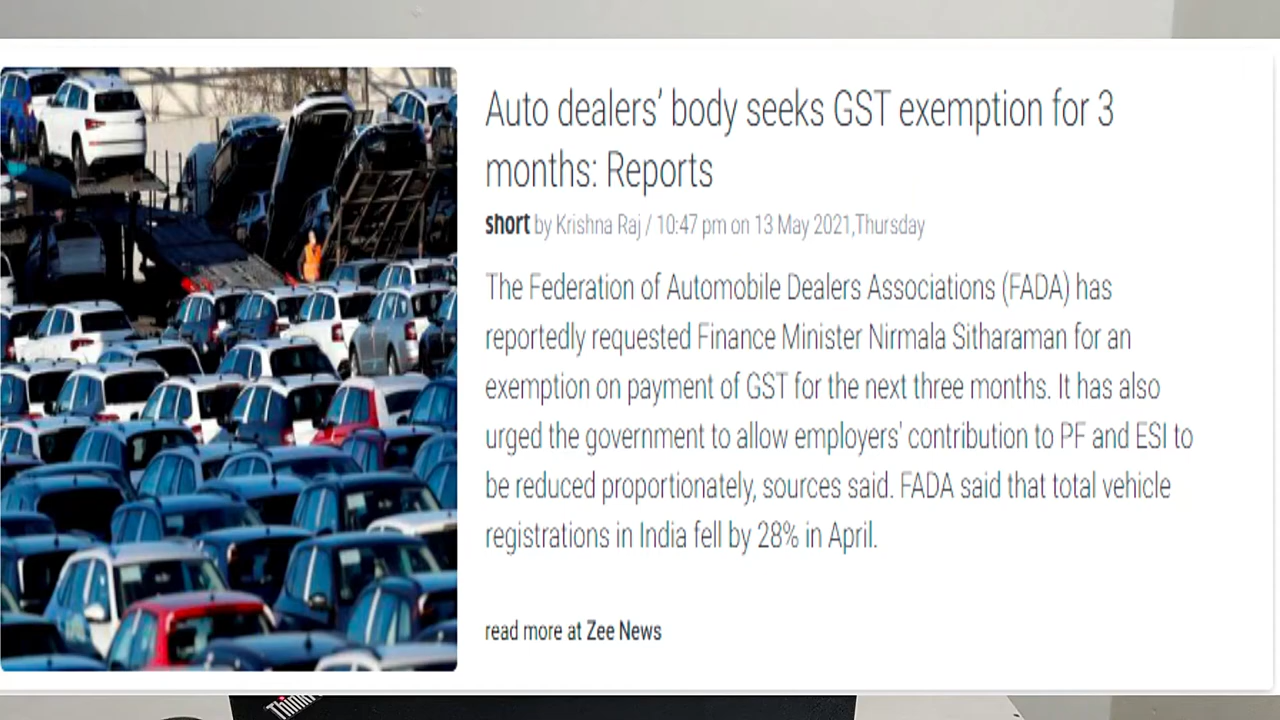 Auto dealers’ body seeks GST exemption for 3
months: Reports
short by Krishna Raj / 10:47 pm on 13 May 2021,Thursday
The Federation of Automobile Dealers Associations (FADA) has
reportedly requested Finance Minister Nirmala Sitharaman for an
exemption on payment of GST for the next three months. It has also
urged the government to allow employers' contribution to PF and ESI to
be reduced proportionately, sources said. FADA said that total vehicle
registrations in India fell by 28% in April.
read more at Zee News